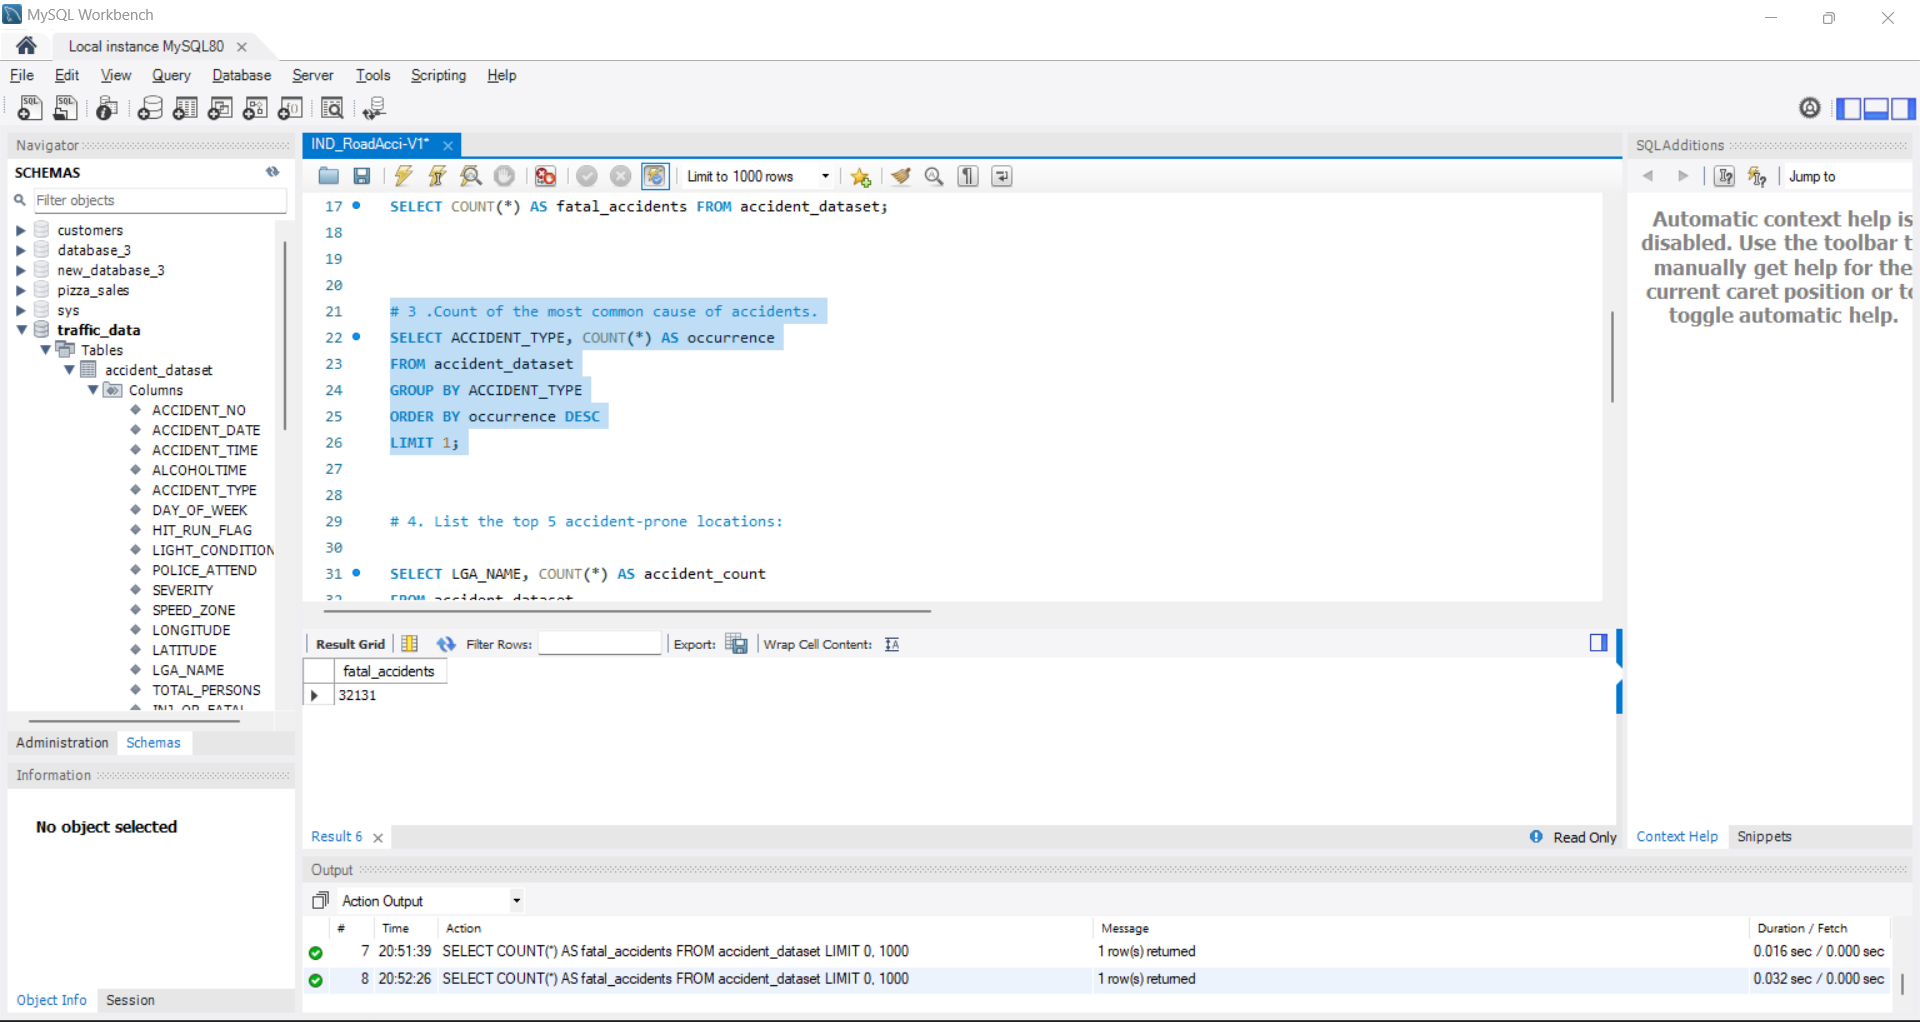 MySQL Workbench
Local instance MySQL80
File Edit View Query Database Server Tools Scripting Help
Navigator
SCHEMAS
Filter objects
customers
database_3
new_database_3
pizza_sales
sys
traffic_data
Tables
accident_dataset
Columns
ACCIDENT_NO
ACCIDENT_DATE
ACCIDENT_TIME
ALCOHOLTIME
ACCIDENT_TYPE
DAY_OF_WEEK
HIT_RUN_FLAG
LIGHT_CONDITION
POLICE_ATTEND
SEVERITY
SPEED_ZONE
LONGITUDE
LATITUDE
LGA_NAME
TOTAL_PERSONS
INJ_OR_FATAL
Administration Schemas
Information
No object selected
Object Info Session
IND_RoadAcci-V1*
Limit to 1000 rows
17 SELECT COUNT(*) AS fatal_accidents FROM accident_dataset;
18
19
20
21 # 3 .Count of the most common cause of accidents.
22 SELECT ACCIDENT_TYPE, COUNT(*) AS occurrence
23 FROM accident_dataset
24 GROUP BY ACCIDENT_TYPE
25 ORDER BY occurrence DESC
26 LIMIT 1;
27
28
29 # 4. List the top 5 accident-prone locations:
30
31 SELECT LGA_NAME, COUNT(*) AS accident_count
32 FROM accident_dataset
Result Grid Filter Rows: Export: Wrap Cell Content:
fatal_accidents
32131
Result 6
Read Only
SQLAdditions
Jump to
Automatic context help is
disabled. Use the toolbar t
manually get help for the
current caret position or to
toggle automatic help.
Context Help Snippets
Output
Action Output
# Time Action Message Duration / Fetch
7 20:51:39 SELECT COUNT(*) AS fatal_accidents FROM accident_dataset LIMIT 0, 1000 1 row(s) returned 0.016 sec / 0.000 sec
8 20:52:26 SELECT COUNT(*) AS fatal_accidents FROM accident_dataset LIMIT 0, 1000 1 row(s) returned 0.032 sec / 0.000 sec